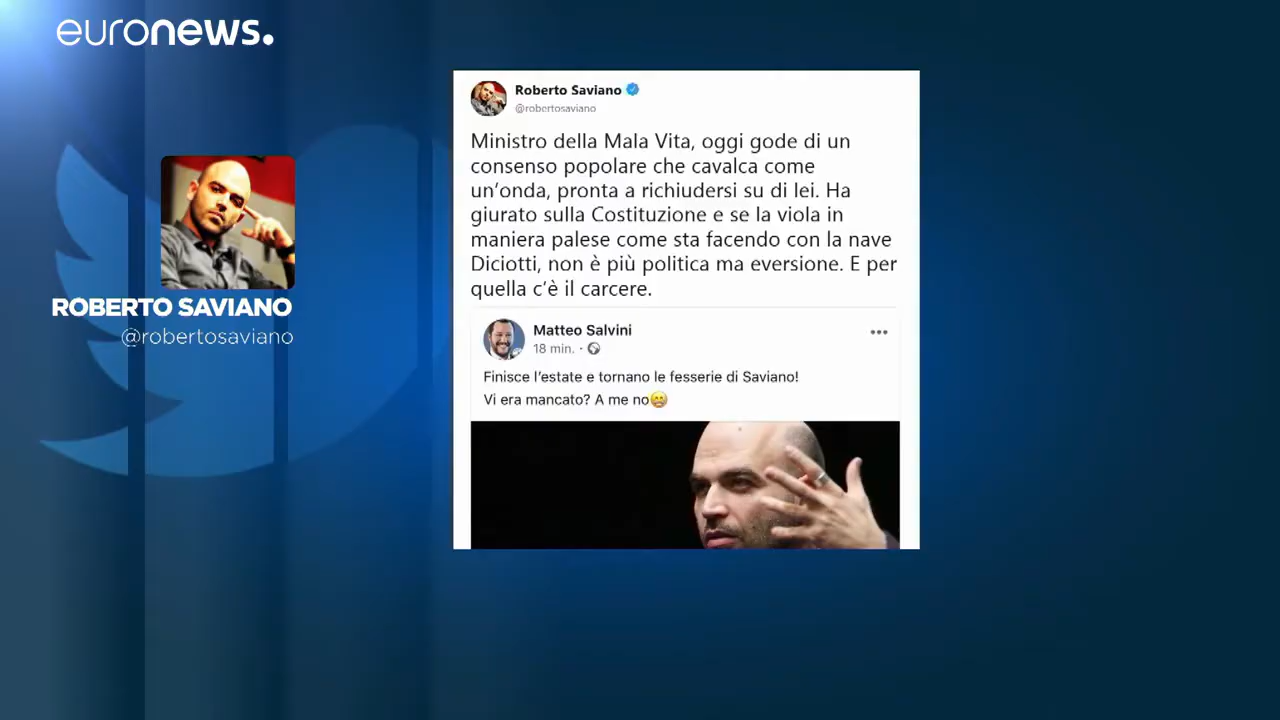 euronews.
Roberto Saviano
@robertosaviano
Ministro della Mala Vita, oggi gode di un
consenso popolare che cavalca come
un’onda, pronta a richiudersi su di lei. Ha
giurato sulla Costituzione e se la viola in
maniera palese come sta facendo con la nave
Diciotti, non è più politica ma eversione. E per
quella c’è il carcere.
Matteo Salvini
18 min. ·
Finisce l’estate e tornano le fesserie di Saviano!
Vi era mancato? A me no😁
ROBERTO SAVIANO
@robertosaviano